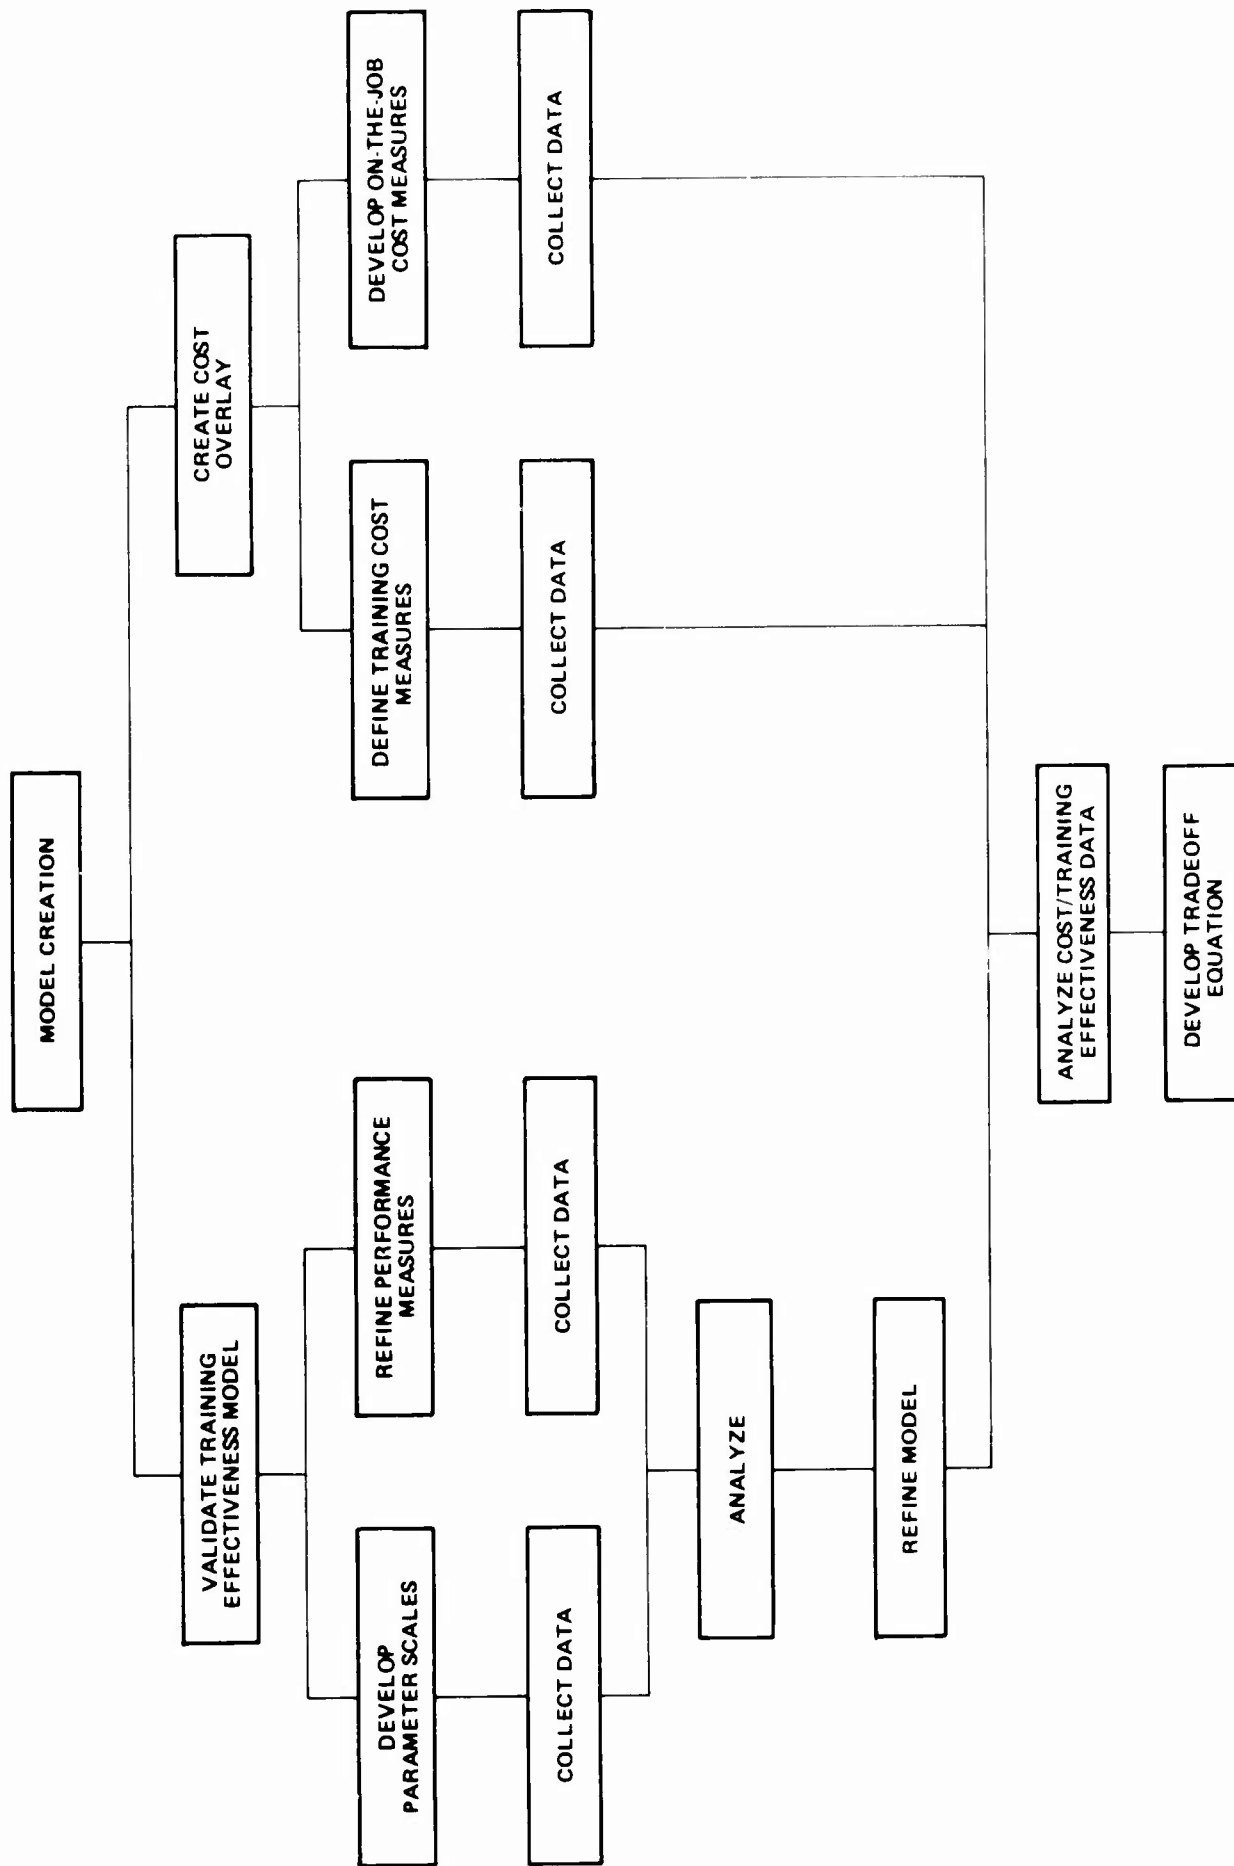 MODEL CREATION
VALIDATE TRAINING
EFFECTIVENESS MODEL
CREATE COST
OVERLAY
DEVELOP
PARAMETER SCALES
REFINE PERFORMANCE
MEASURES
DEFINE TRAINING COST
MEASURES
DEVELOP ON-THE-JOB
COST MEASURES
COLLECT DATA
COLLECT DATA
COLLECT DATA
COLLECT DATA
ANALYZE
REFINE MODEL
ANALYZE COST/TRAINING
EFFECTIVENESS DATA
DEVELOP TRADEOFF
EQUATION